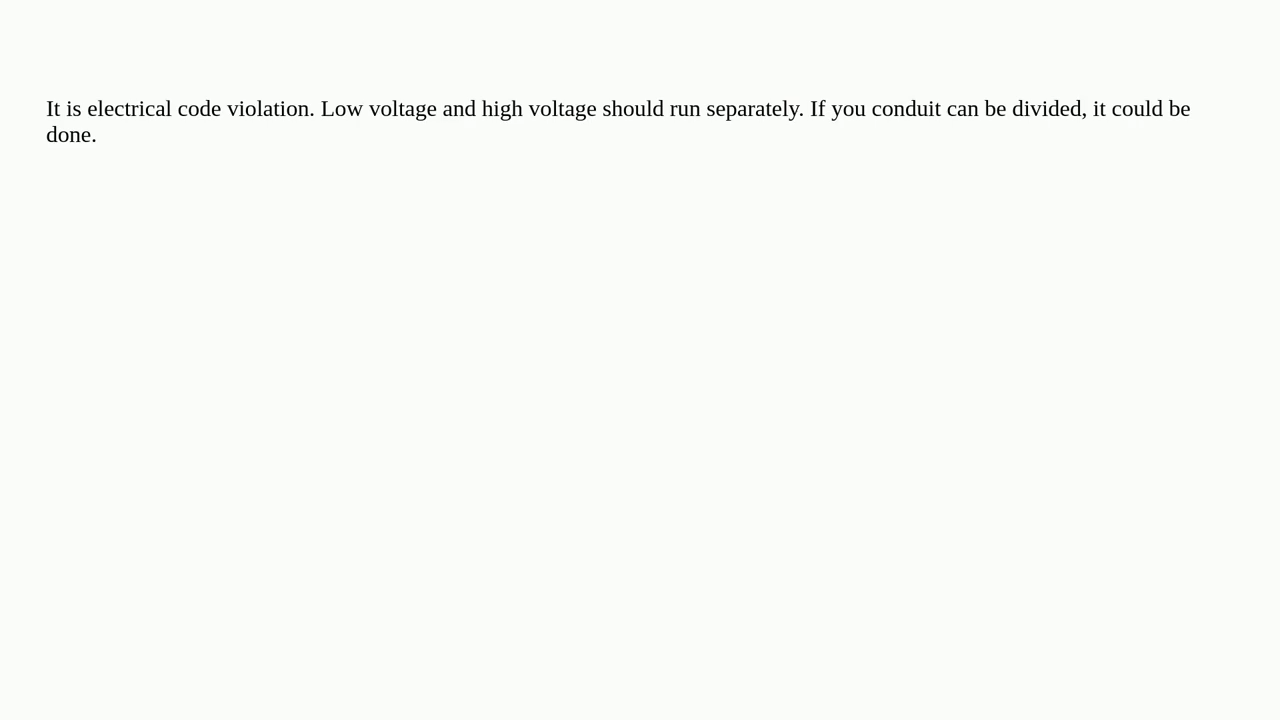 It is electrical code violation. Low voltage and high voltage should run separately. If you conduit can be divided, it could be
done.